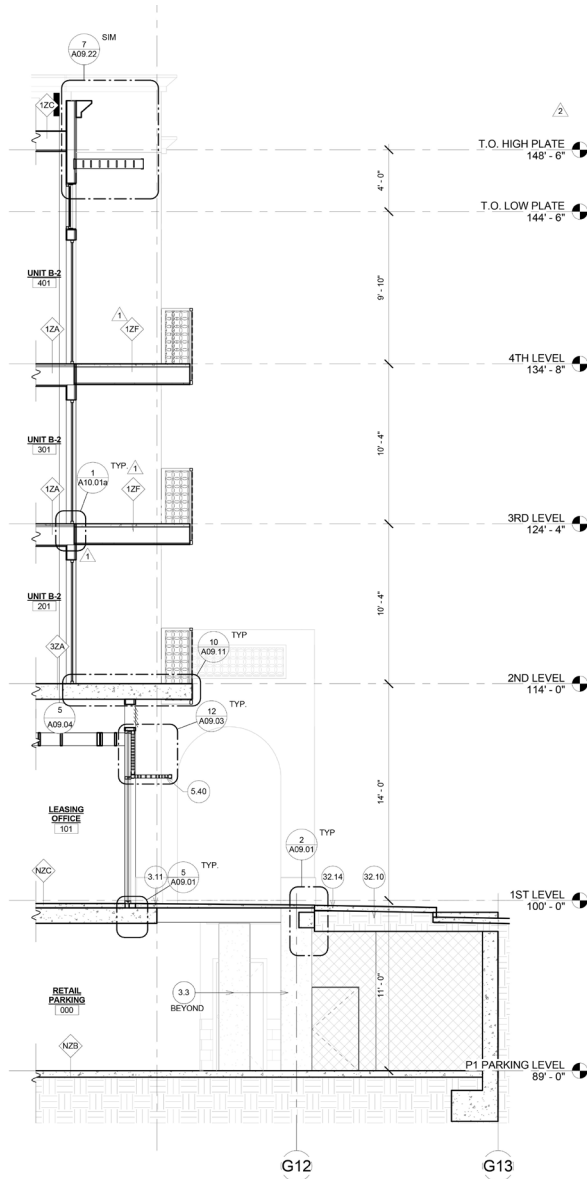 7
A09.22
SIM
1ZC
2
T.O. HIGH PLATE
148' - 6"
4' - 0"
T.O. LOW PLATE
144' - 6"
UNIT B-2
401
9' - 10"
1
1ZA
1ZF
4TH LEVEL
134' - 8"
UNIT B-2
301
10' - 4"
1
A10.01a
TYP.
1
1ZA
1ZF
3RD LEVEL
124' - 4"
1
UNIT B-2
201
10' - 4"
3ZA
10
A09.11
TYP
2ND LEVEL
114' - 0"
5
A09.04
12
A09.03
TYP.
5.40
LEASING
OFFICE
101
14' - 0"
2
A09.01
TYP
NZC
3.11
5
A09.01
TYP.
32.14
32.10
1ST LEVEL
100' - 0"
RETAIL
PARKING
000
3.3
BEYOND
11' - 0"
NZB
P1 PARKING LEVEL
89' - 0"
G12
G13